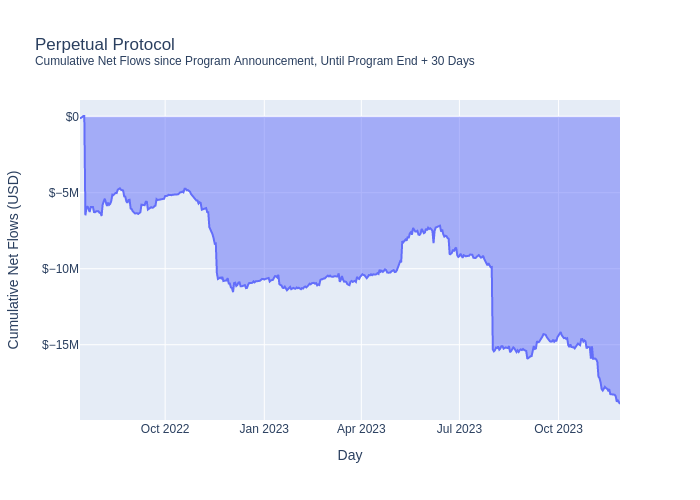 Perpetual Protocol
Cumulative Net Flows since Program Announcement, Until Program End + 30 Days
Cumulative Net Flows (USD)
$0
$−5M
$−10M
$−15M
Oct 2022
Jan 2023
Apr 2023
Jul 2023
Oct 2023
Day